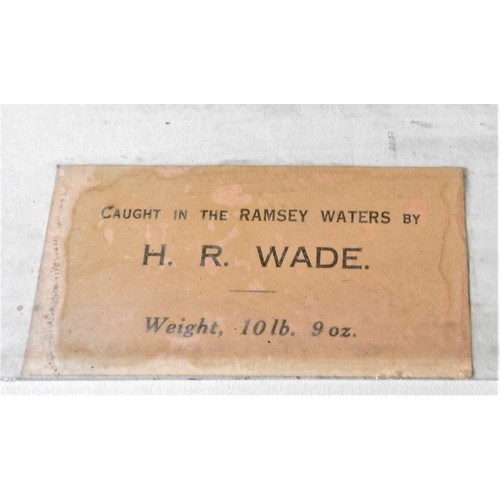 CAUGHT IN THE RAMSEY WATERS BY
H. R. WADE.
Weight, 10 lb. 9 oz.